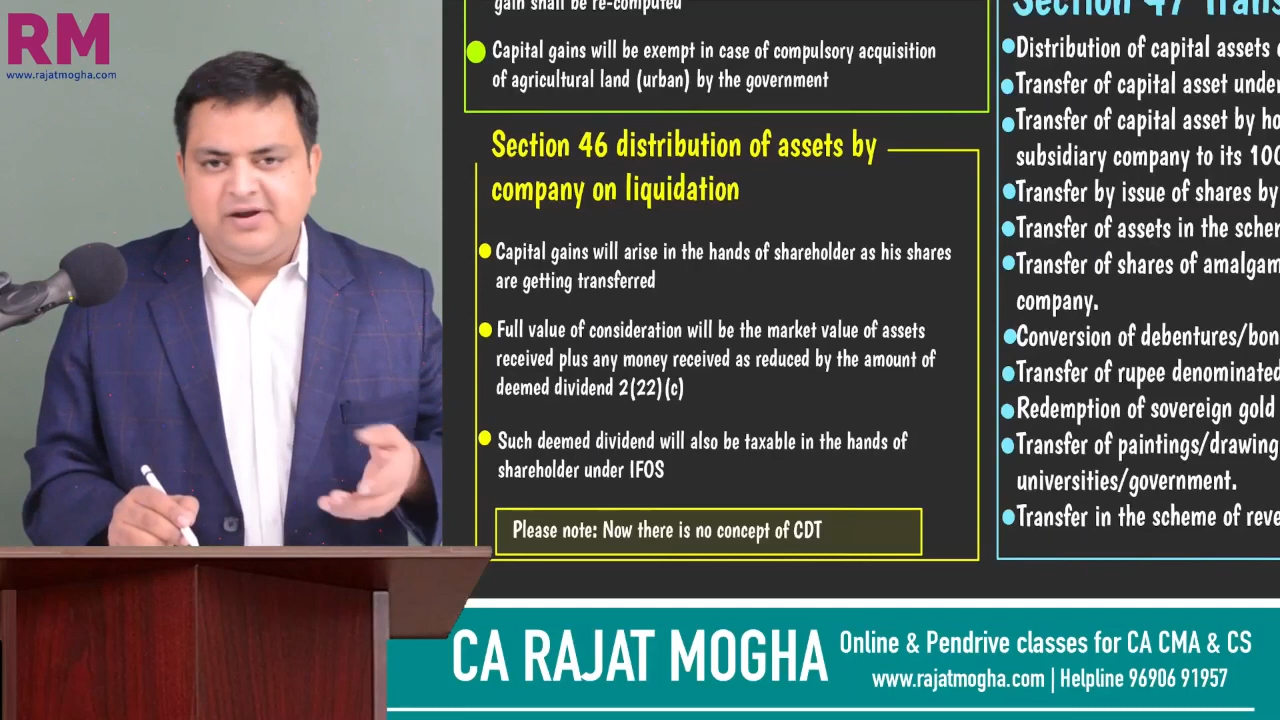 RM
www.rajatmogha.com
gain shall be re-computed
Capital gains will be exempt in case of compulsory acquisition
of agricultural land (urban) by the government
Section 46 distribution of assets by
company on liquidation
Capital gains will arise in the hands of shareholder as his shares
are getting transferred
Full value of consideration will be the market value of assets
received plus any money received as reduced by the amount of
deemed dividend 2(22)(c)
Such deemed dividend will also be taxable in the hands of
shareholder under IFOS
Please note: Now there is no concept of CDT
Section 47
Distribution of capital assets
Transfer of capital asset
Transfer of capital asset by
subsidiary company to its
Transfer by issue of shares by
Transfer of assets in the
Transfer of shares of
company.
Conversion of
Transfer of rupee denominated
Redemption of sovereign gold
Transfer of
universities/government.
Transfer in the scheme of
CA RAJAT MOGHA
Online & Pendrive classes for CA CMA & CS
www.rajatmogha.com | Helpline 96906 91957